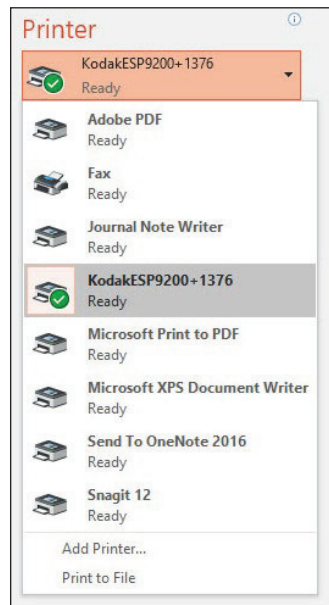 Printer
KodakESP9200+1376
Ready
Adobe PDF
Ready
Fax
Ready
Journal Note Writer
Ready
KodakESP9200+1376
Ready
Microsoft Print to PDF
Ready
Microsoft XPS Document Writer
Ready
Send To OneNote 2016
Ready
Snagit 12
Ready
Add Printer...
Print to File